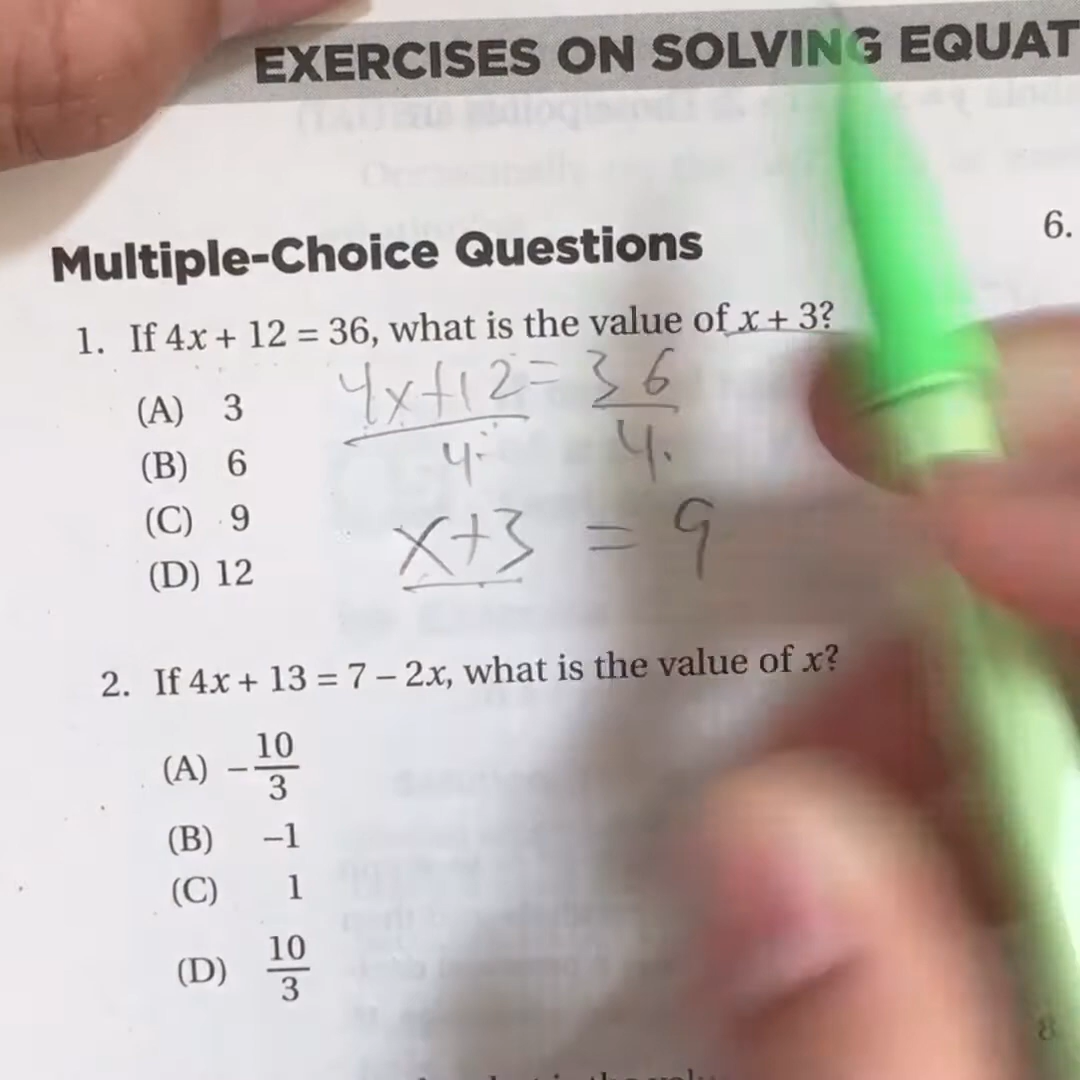 EXERCISES ON SOLVING EQUAT
Multiple-Choice Questions
6.
1. If 4x + 12 = 36, what is the value of x + 3?
4x+12 = 36
4 4
x+3 = 9
(A) 3
(B) 6
(C) 9
(D) 12
2. If 4x + 13 = 7 – 2x, what is the value of x?
(A) –10/3
(B) –1
(C) 1
(D) 10/3
8